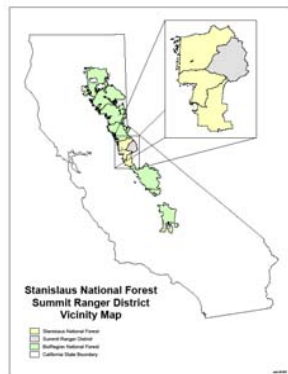 Stanislaus National Forest
Summit Ranger District
Vicinity Map
Stanislaus National Forest
Summit Ranger District
BioRegion National Forest
California State Boundary